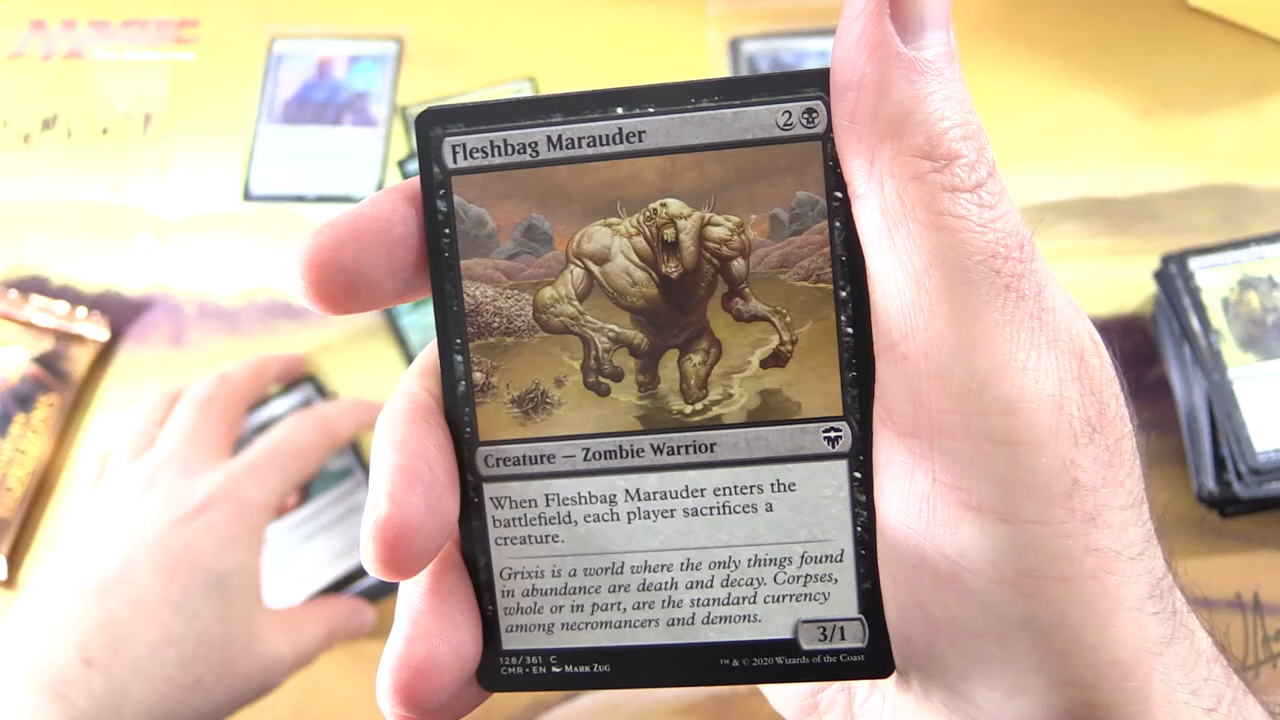 MAGIC
Fleshbag Marauder 2
Creature — Zombie Warrior
When Fleshbag Marauder enters the
battlefield, each player sacrifices a
creature.
Grixis is a world where the only things found
in abundance are death and decay. Corpses,
whole or in part, are the standard currency
among necromancers and demons.
3/1
128/361 C
CMR • EN Mark Zug
™ & © 2020 Wizards of the Coast